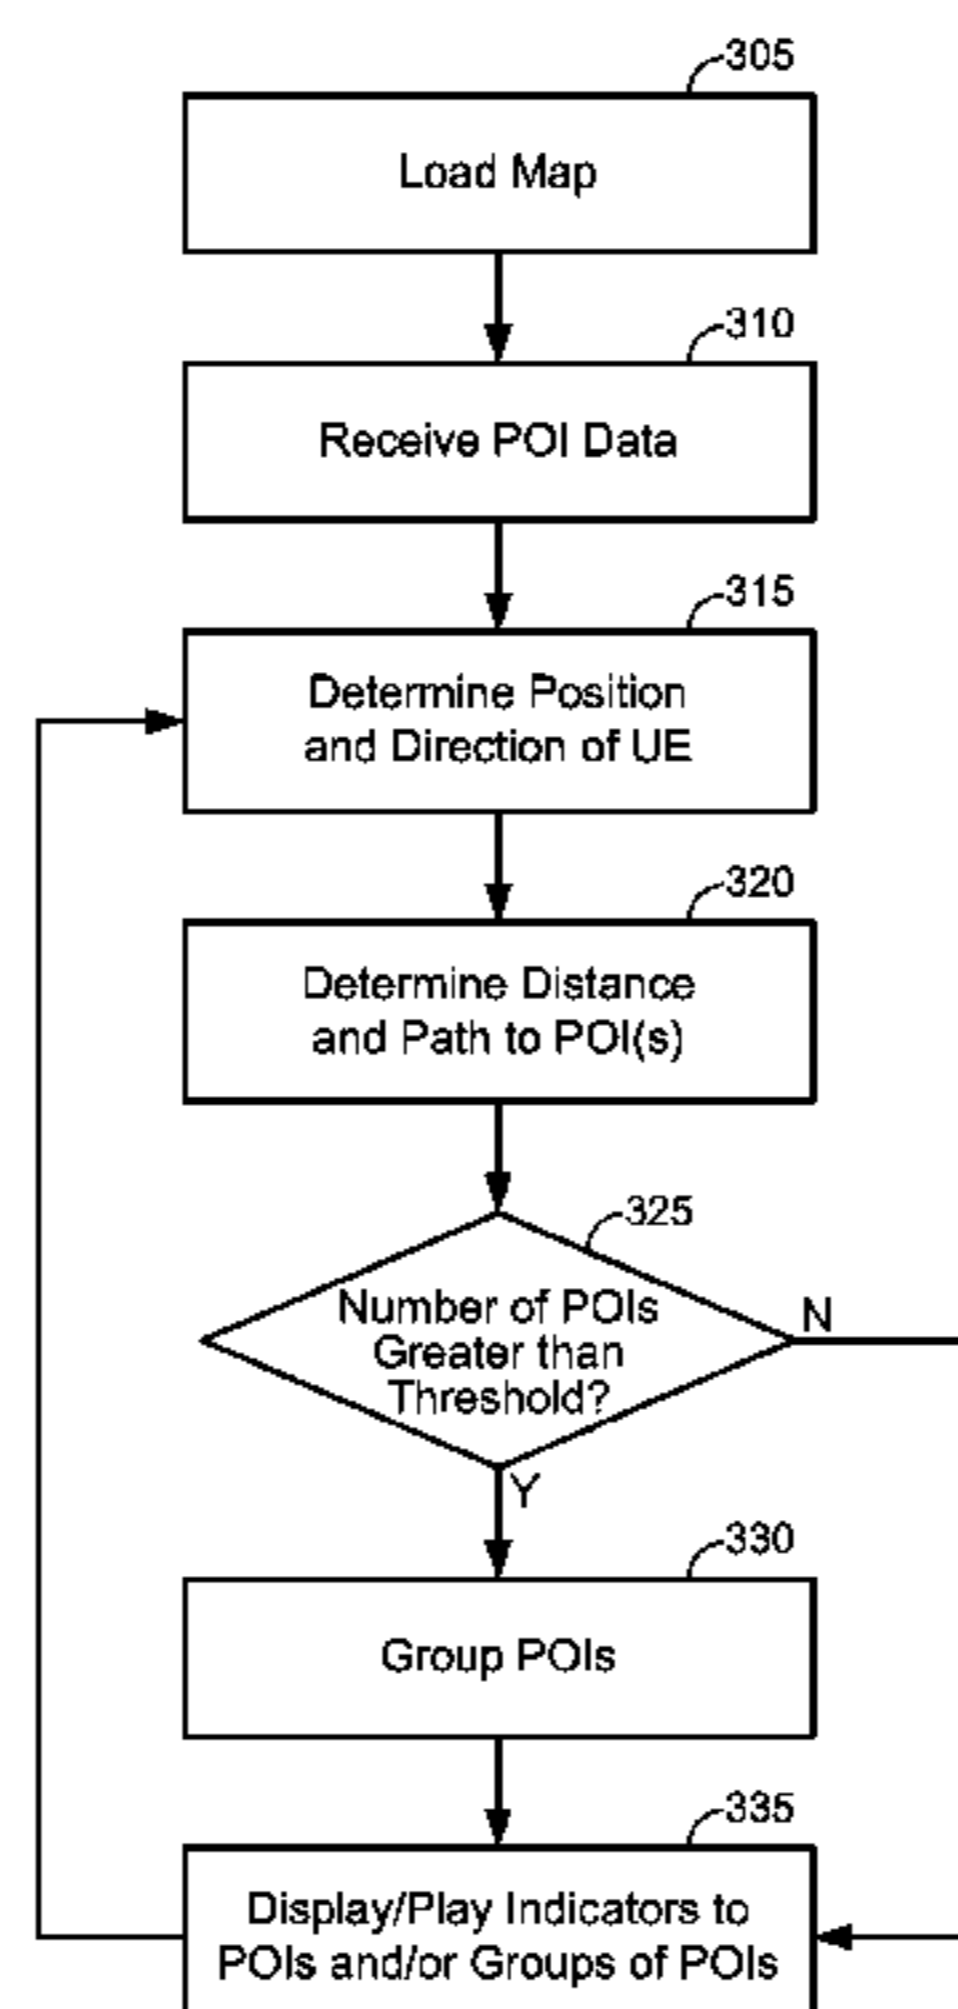 305
Load Map
310
Receive POI Data
315
Determine Position
and Direction of UE
320
Determine Distance
and Path to POI(s)
325
Number of POIs
Greater than
Threshold?
N
Y
330
Group POIs
335
Display/Play Indicators to
POIs and/or Groups of POIs